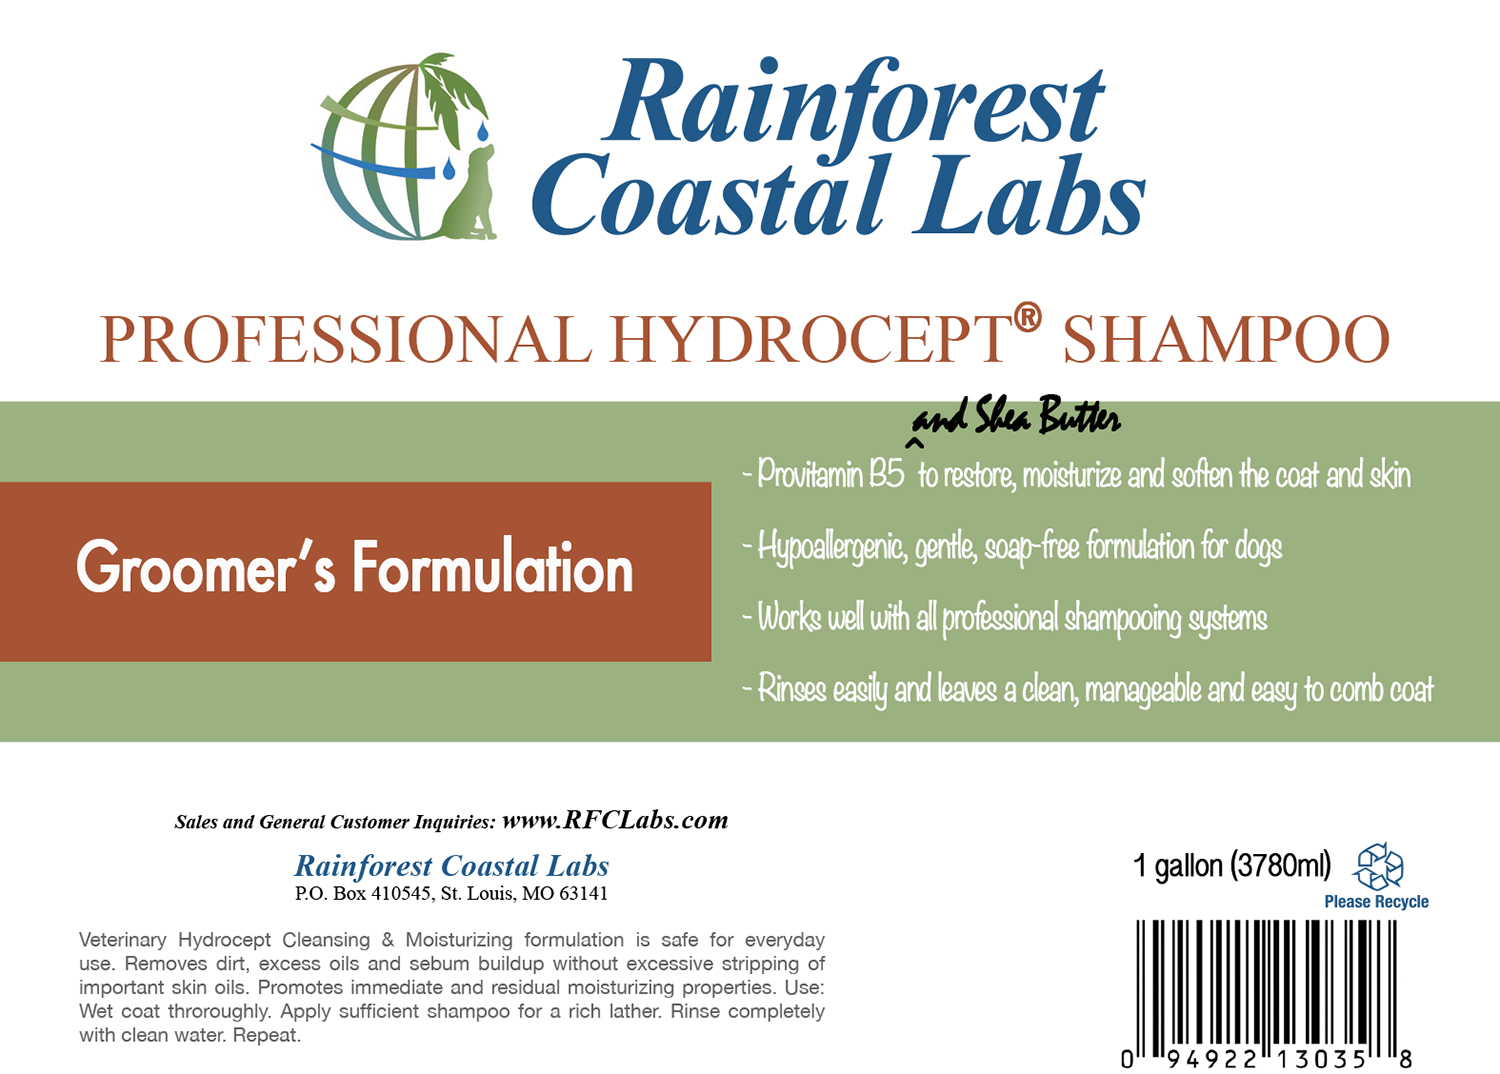 Rainforest
Coastal Labs
PROFESSIONAL HYDROCEPT® SHAMPOO
and Shea Butter
^
- Provitamin B5 to restore, moisturize and soften the coat and skin
Groomer's Formulation
- Hypoallergenic, gentle, soap-free formulation for dogs
- Works well with all professional shampooing systems
- Rinses easily and leaves a clean, manageable and easy to comb coat
Sales and General Customer Inquiries: www.RFCLabs.com
Rainforest Coastal Labs
P.O. Box 410545, St. Louis, MO 63141
Veterinary Hydrocept Cleansing & Moisturizing formulation is safe for everyday
use. Removes dirt, excess oils and sebum buildup without excessive stripping of
important skin oils. Promotes immediate and residual moisturizing properties. Use:
Wet coat throroughly. Apply sufficient shampoo for a rich lather. Rinse completely
with clean water. Repeat.
1 gallon (3780ml)
Please Recycle
0 94922 13035 8